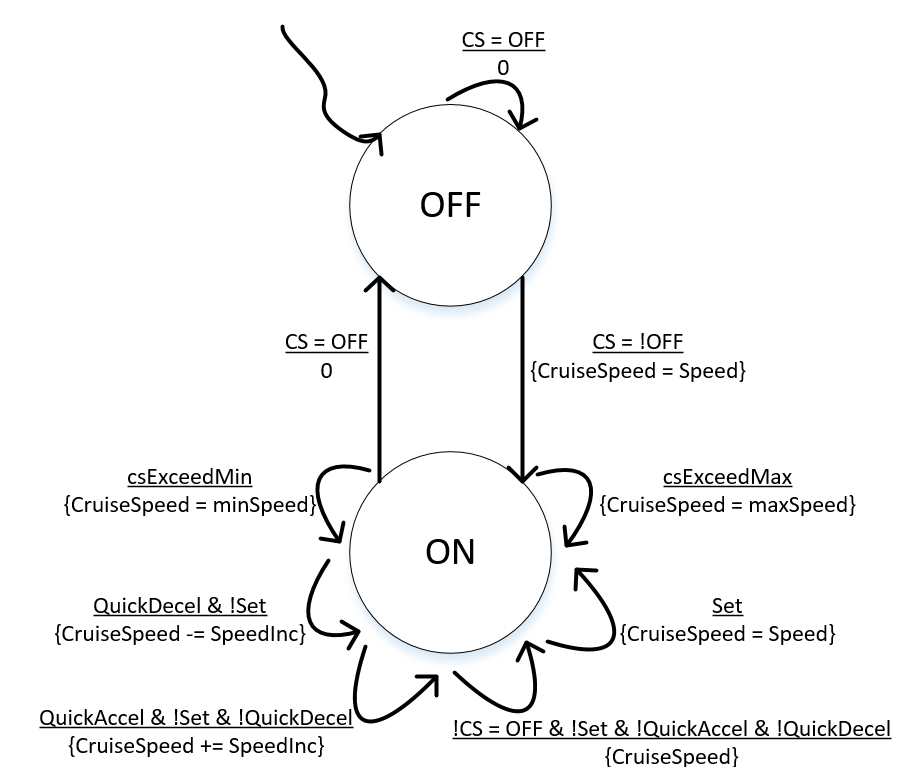 CS = OFF
0
OFF
CS = OFF
0
CS = !OFF
{CruiseSpeed = Speed}
csExceedMin
{CruiseSpeed = minSpeed}
csExceedMax
{CruiseSpeed = maxSpeed}
ON
QuickDecel & !Set
{CruiseSpeed -= SpeedInc}
Set
{CruiseSpeed = Speed}
QuickAccel & !Set & !QuickDecel
{CruiseSpeed += SpeedInc}
!CS = OFF & !Set & !QuickAccel & !QuickDecel
{CruiseSpeed}